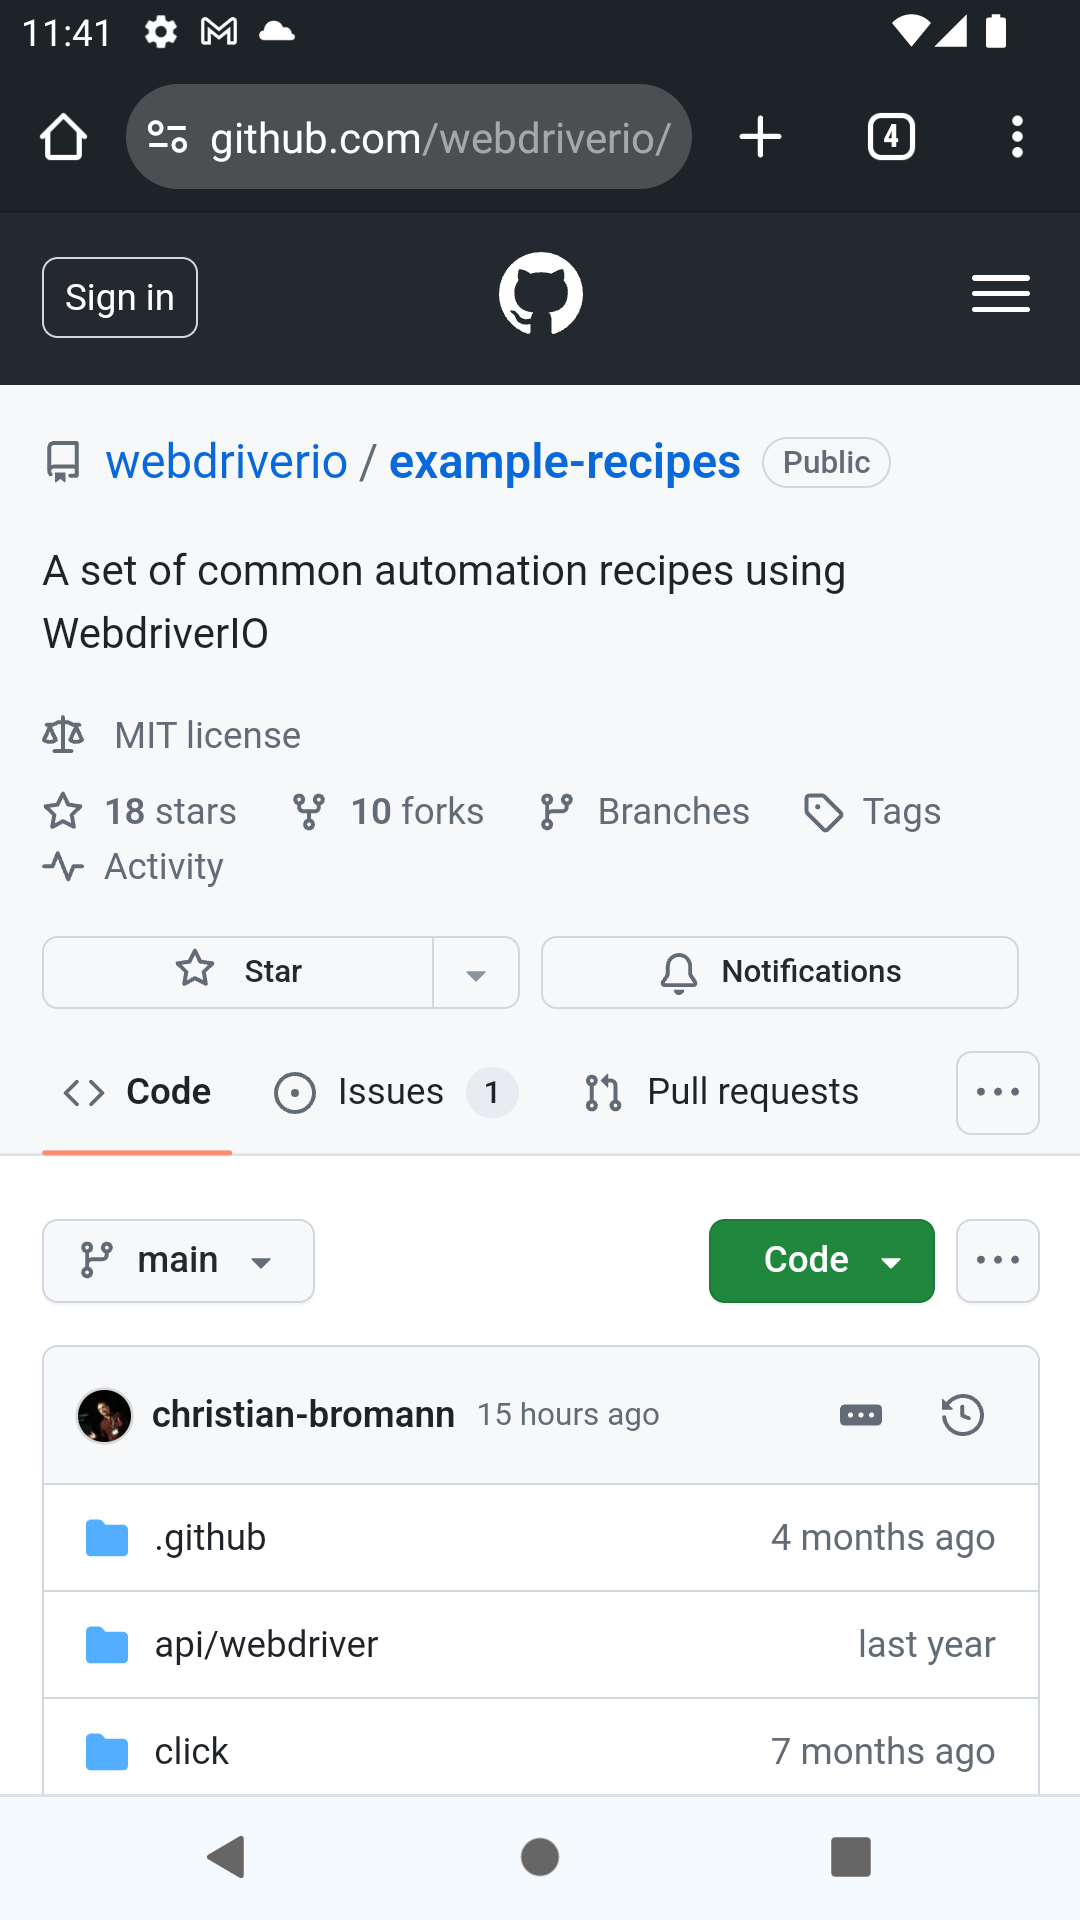 11:41
github.com/webdriverio/
4
Sign in
webdriverio / example-recipes Public
A set of common automation recipes using
WebdriverIO
MIT license
18 stars 10 forks Branches Tags
Activity
Star Notifications
Code Issues 1 Pull requests
main Code
christian-bromann 15 hours ago
.github 4 months ago
api/webdriver last year
click 7 months ago